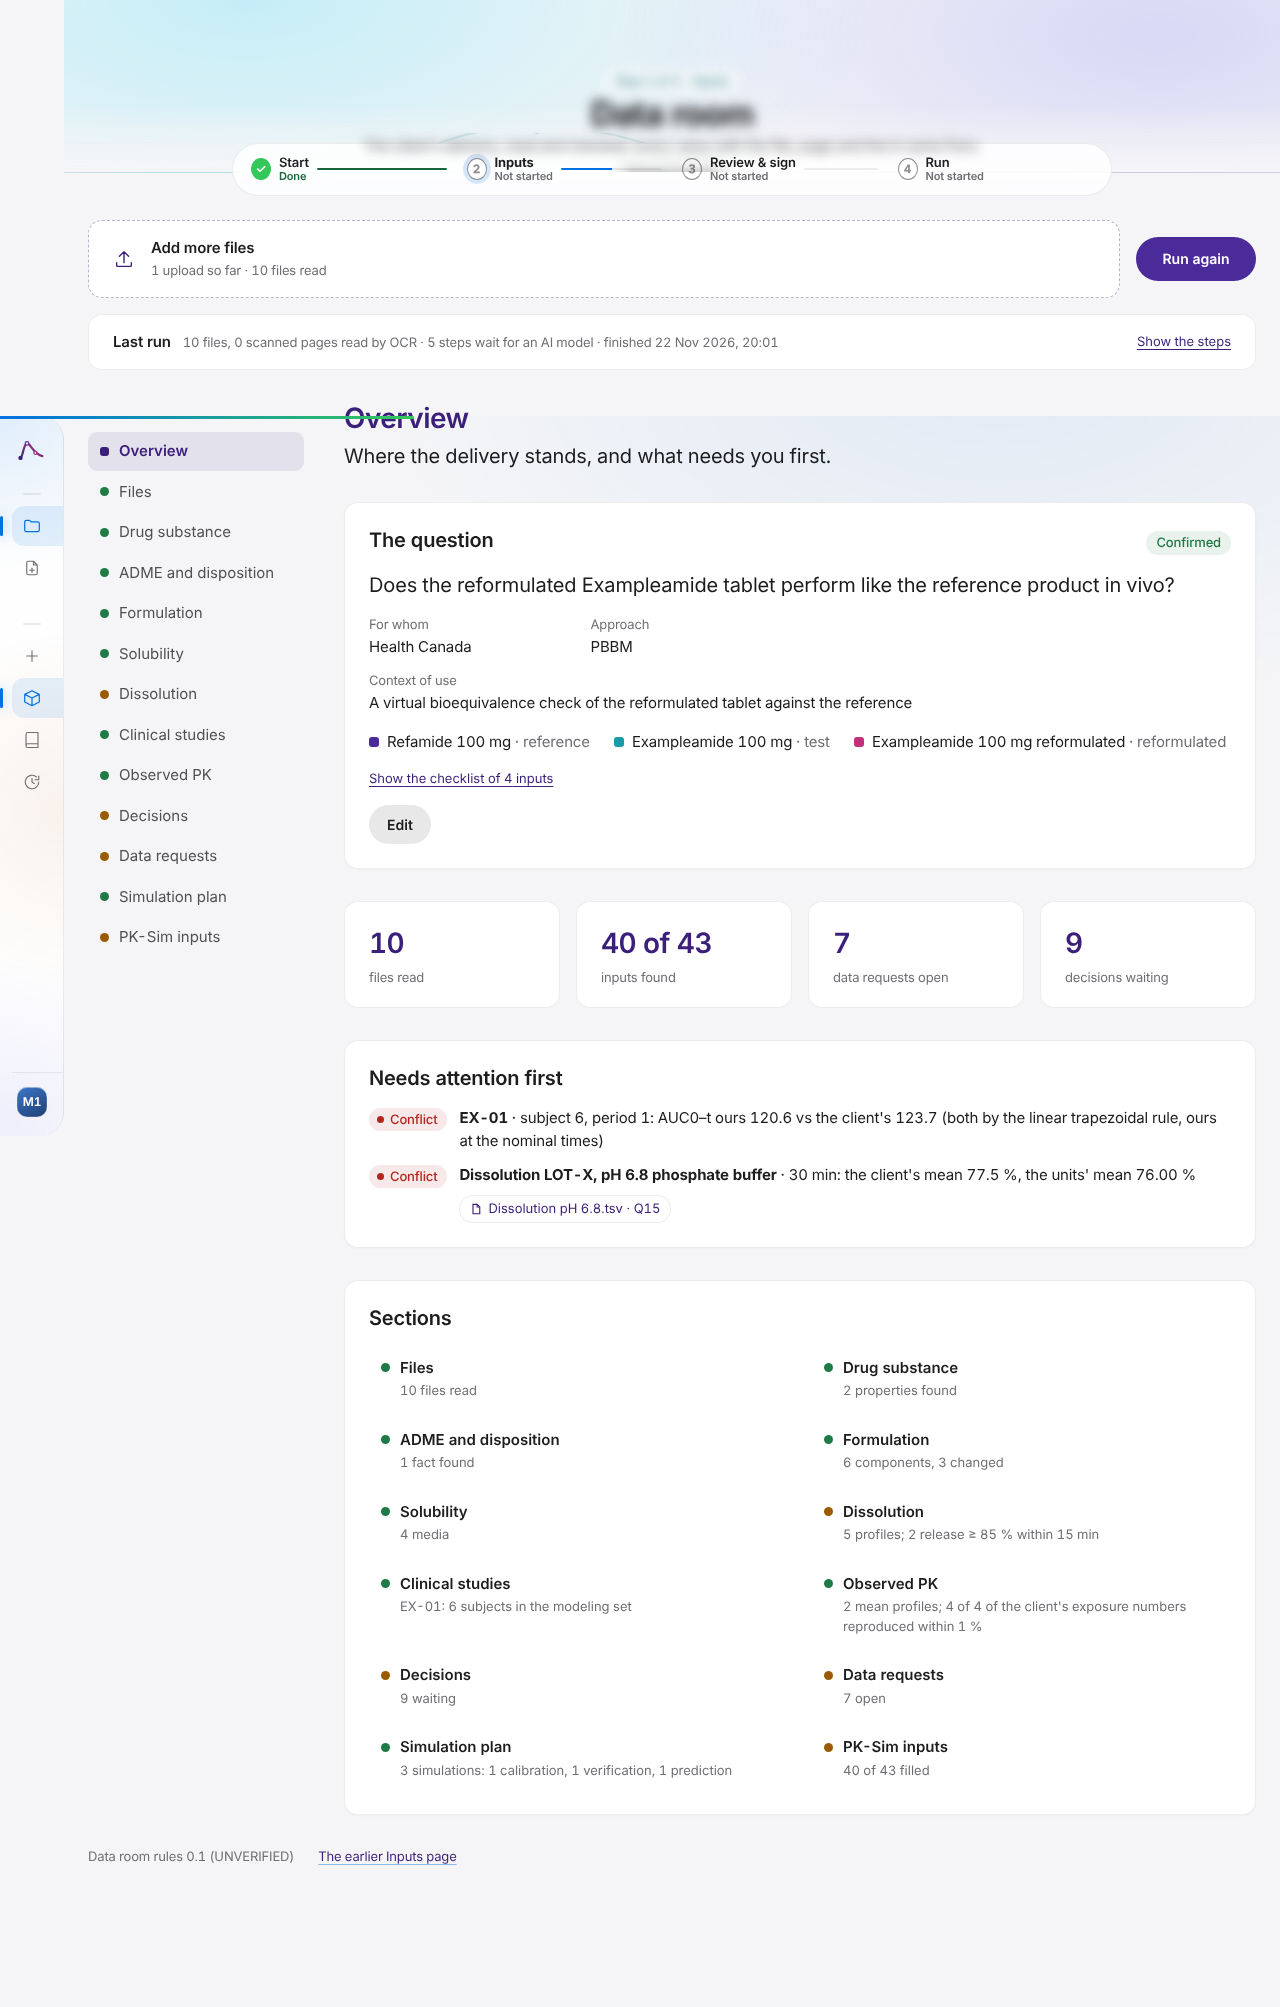 Data room
Start
Done
2
Inputs
Not started
3
Review & sign
Not started
4
Run
Not started
Add more files
1 upload so far · 10 files read
Run again
Last run 10 files, 0 scanned pages read by OCR · 5 steps wait for an AI model · finished 22 Nov 2026, 20:01
Show the steps
Overview
Where the delivery stands, and what needs you first.
Overview
Files
Drug substance
ADME and disposition
Formulation
Solubility
Dissolution
Clinical studies
Observed PK
Decisions
Data requests
Simulation plan
PK-Sim inputs
M1
The question
Confirmed
Does the reformulated Exampleamide tablet perform like the reference product in vivo?
For whom
Health Canada
Approach
PBBM
Context of use
A virtual bioequivalence check of the reformulated tablet against the reference
Refamide 100 mg · reference
Exampleamide 100 mg · test
Exampleamide 100 mg reformulated · reformulated
Show the checklist of 4 inputs
Edit
10
files read
40 of 43
inputs found
7
data requests open
9
decisions waiting
Needs attention first
Conflict
EX-01 · subject 6, period 1: AUC0–t ours 120.6 vs the client's 123.7 (both by the linear trapezoidal rule, ours
at the nominal times)
Conflict
Dissolution LOT-X, pH 6.8 phosphate buffer · 30 min: the client's mean 77.5 %, the units' mean 76.00 %
Dissolution pH 6.8.tsv · Q15
Sections
Files
10 files read
Drug substance
2 properties found
ADME and disposition
1 fact found
Formulation
6 components, 3 changed
Solubility
4 media
Dissolution
5 profiles; 2 release ≥ 85 % within 15 min
Clinical studies
EX-01: 6 subjects in the modeling set
Observed PK
2 mean profiles; 4 of 4 of the client's exposure numbers
reproduced within 1 %
Decisions
9 waiting
Data requests
7 open
Simulation plan
3 simulations: 1 calibration, 1 verification, 1 prediction
PK-Sim inputs
40 of 43 filled
Data room rules 0.1 (UNVERIFIED)
The earlier Inputs page